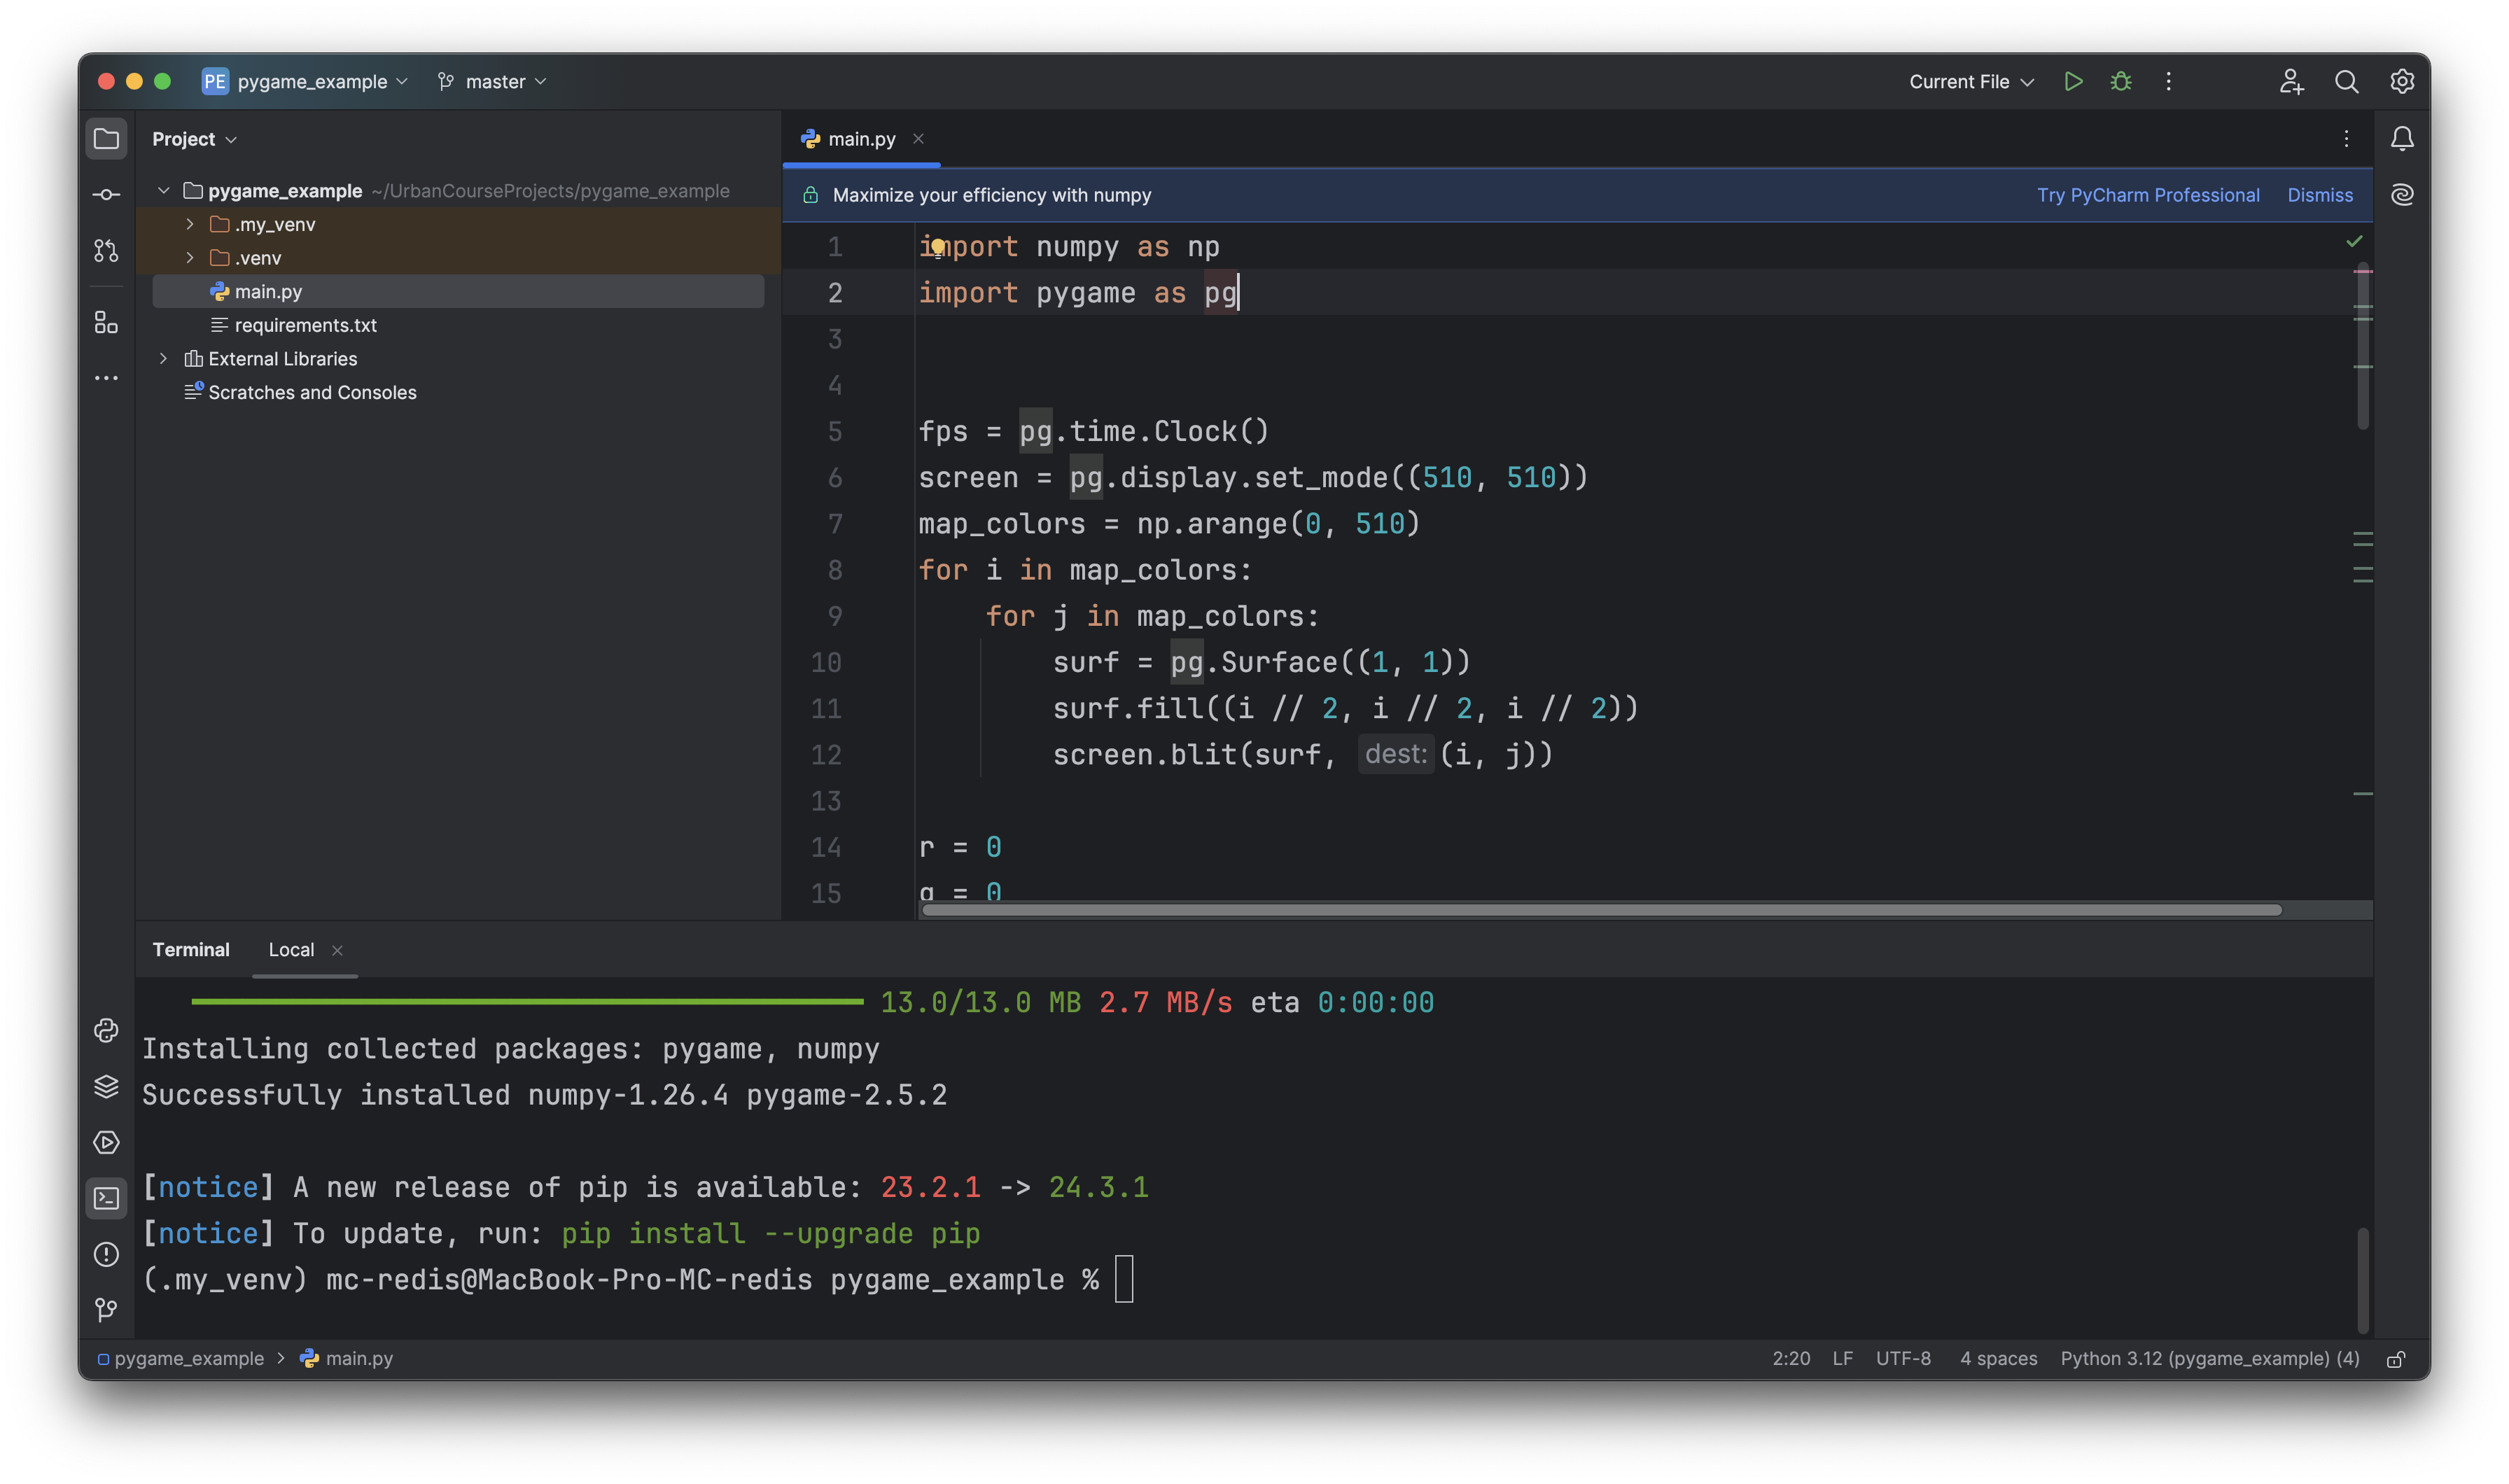 PE pygame_example master Current File
Project
pygame_example ~/UrbanCourseProjects/pygame_example
.my_venv
.venv
main.py
requirements.txt
External Libraries
Scratches and Consoles
main.py
Maximize your efficiency with numpy Try PyCharm Professional Dismiss
1 import numpy as np
2 import pygame as pg
3
4
5 fps = pg.time.Clock()
6 screen = pg.display.set_mode((510, 510))
7 map_colors = np.arange(0, 510)
8 for i in map_colors:
9 for j in map_colors:
10 surf = pg.Surface((1, 1))
11 surf.fill((i // 2, i // 2, i // 2))
12 screen.blit(surf, dest: (i, j))
13
14 r = 0
15 g = 0
Terminal Local
13.0/13.0 MB 2.7 MB/s eta 0:00:00
Installing collected packages: pygame, numpy
Successfully installed numpy-1.26.4 pygame-2.5.2
[notice] A new release of pip is available: 23.2.1 -> 24.3.1
[notice] To update, run: pip install --upgrade pip
(.my_venv) mc-redis@MacBook-Pro-MC-redis pygame_example %
pygame_example > main.py 2:20 LF UTF-8 4 spaces Python 3.12 (pygame_example) (4)